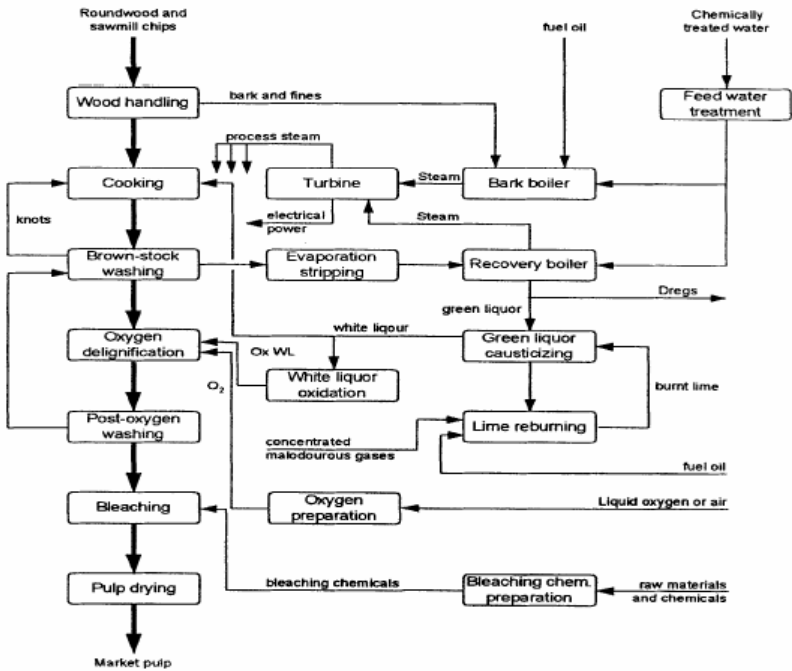 Roundwood and
sawmill chips
fuel oil
Chemically
treated water
Wood handling
bark and fines
Feed water
treatment
process steam
Cooking
Turbine
Steam
Bark boiler
knots
electrical
power
Steam
Brown-stock
washing
Evaporation
stripping
Recovery boiler
Dregs
green liquor
Oxygen
delignification
white liqour
Green liquor
causticizing
Ox WL
O2
White liquor
oxidation
burnt lime
Post-oxygen
washing
Lime reburning
concentrated
malodourous gases
fuel oil
Bleaching
Oxygen
preparation
Liquid oxygen or air
Pulp drying
bleaching chemicals
Bleaching chem.
preparation
raw materials
and chemicals
Market pulp